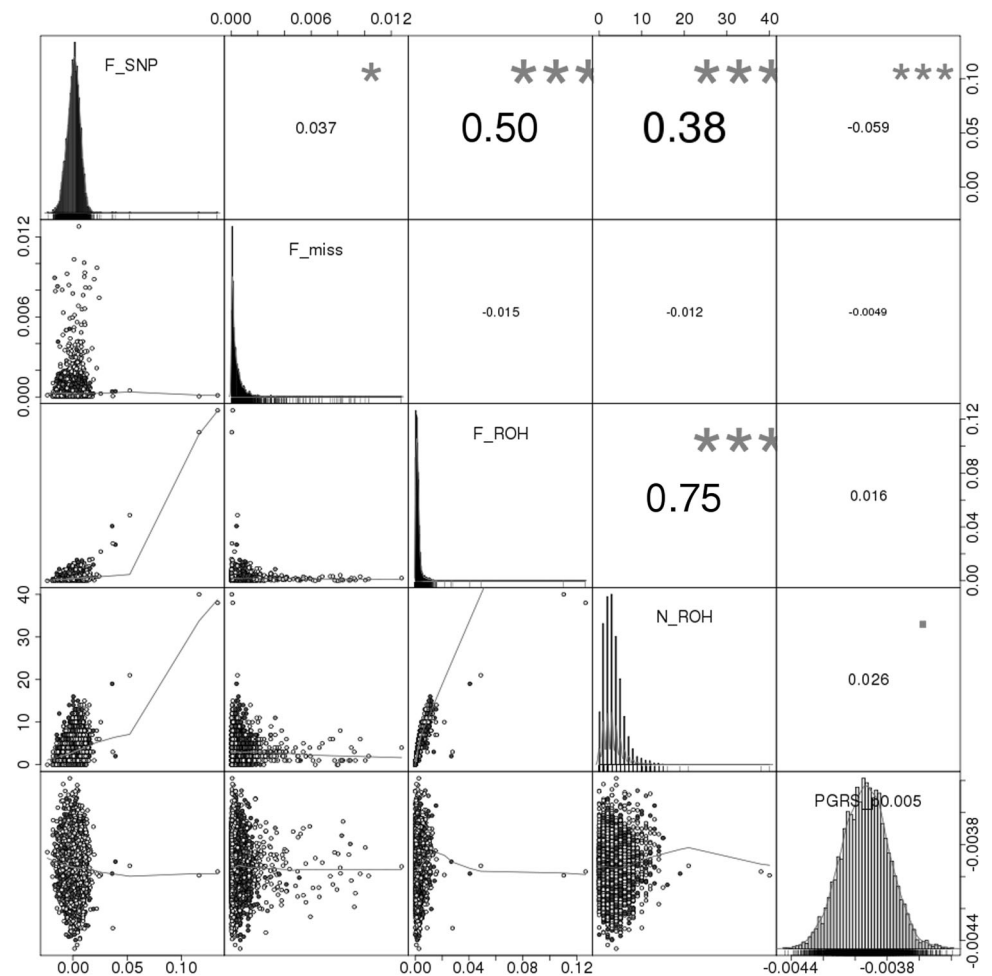 0.000 0.006 0.012 0 10 20 30 40
F_SNP * *** *** ***
0.037 0.50 0.38 -0.059
0.00 0.05 0.10
F_miss
-0.015 -0.012 -0.0049
0.000 0.006 0.012
F_ROH ***
0.75 0.016
0.00 0.04 0.08 0.12
N_ROH
0.026
0 10 20 30 40
PGRS_p0.005
-0.0044 -0.0038
0.00 0.05 0.10 0.00 0.04 0.08 0.12 -0.0044 -0.0038